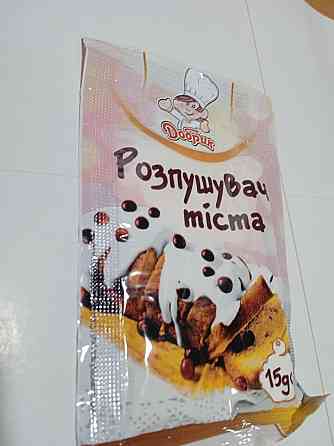 Добрик
Розпушувач
тіста
15g